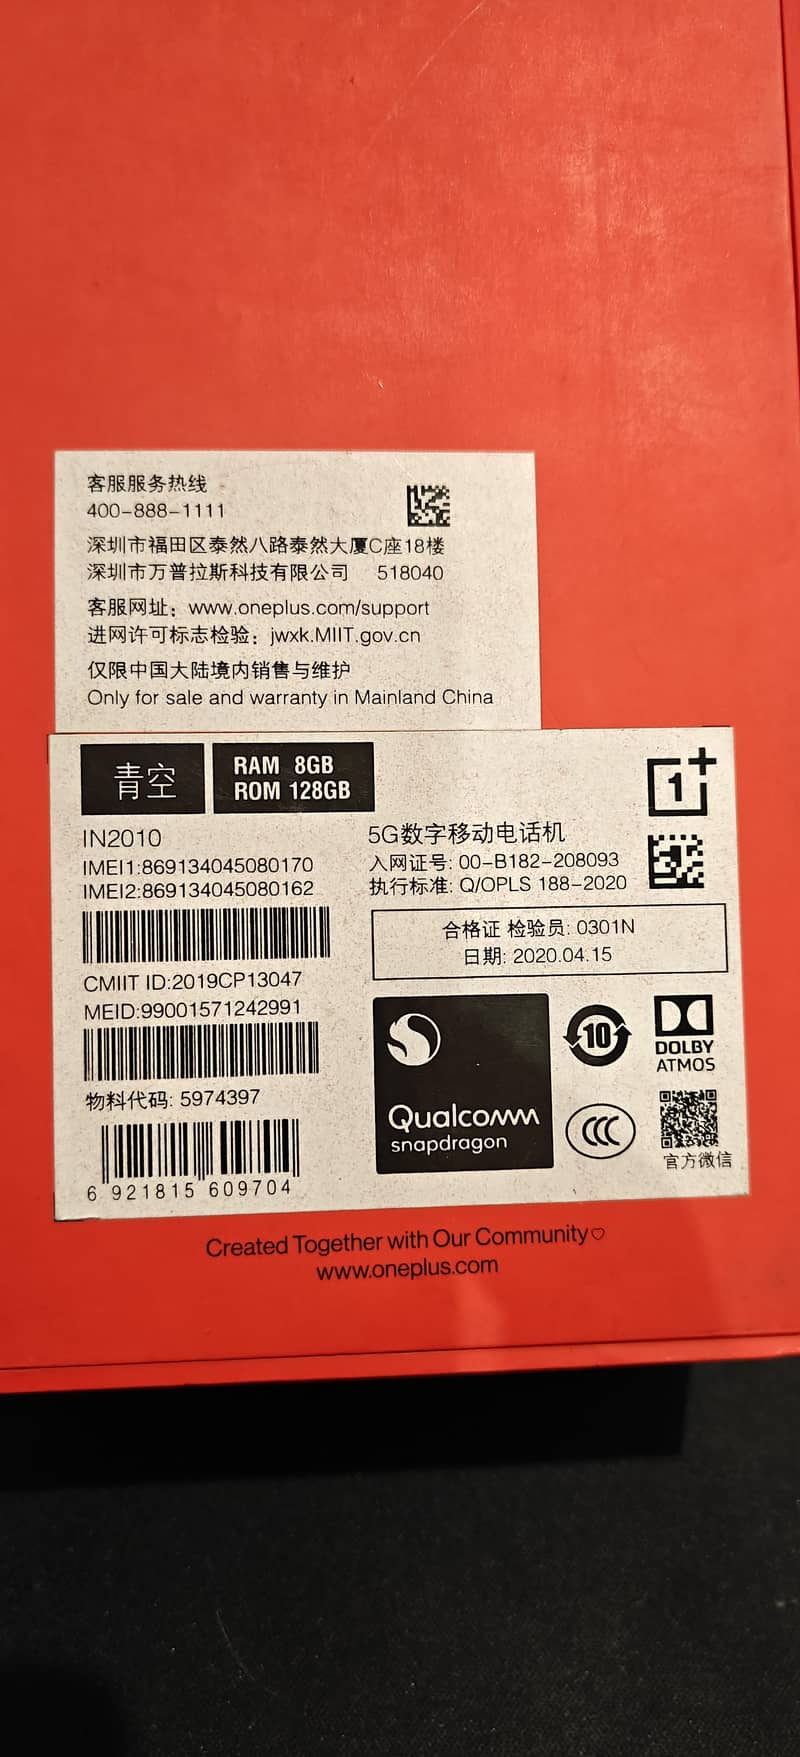 客服服务热线
400-888-1111
深圳市福田区泰然八路泰然大厦C座18楼
深圳市万普拉斯科技有限公司 518040
客服网址：www.oneplus.com/support
进网许可标志检验：jwxk.MIIT.gov.cn
仅限中国大陆境内销售与维护
Only for sale and warranty in Mainland China
青空
RAM 8GB
ROM 128GB
1+
IN2010
IMEI1:869134045080170
IMEI2:869134045080162
5G数字移动电话机
入网证号: 00-B182-208093
执行标准: Q/OPLS 188-2020
合格证 检验员: 0301N
日期: 2020.04.15
CMIIT ID:2019CP13047
MEID:99001571242991
物料代码: 5974397
6 921815 609704
Qualcomm
snapdragon
10
DOLBY
ATMOS
CCC
官方微信
Created Together with Our Community♡
www.oneplus.com